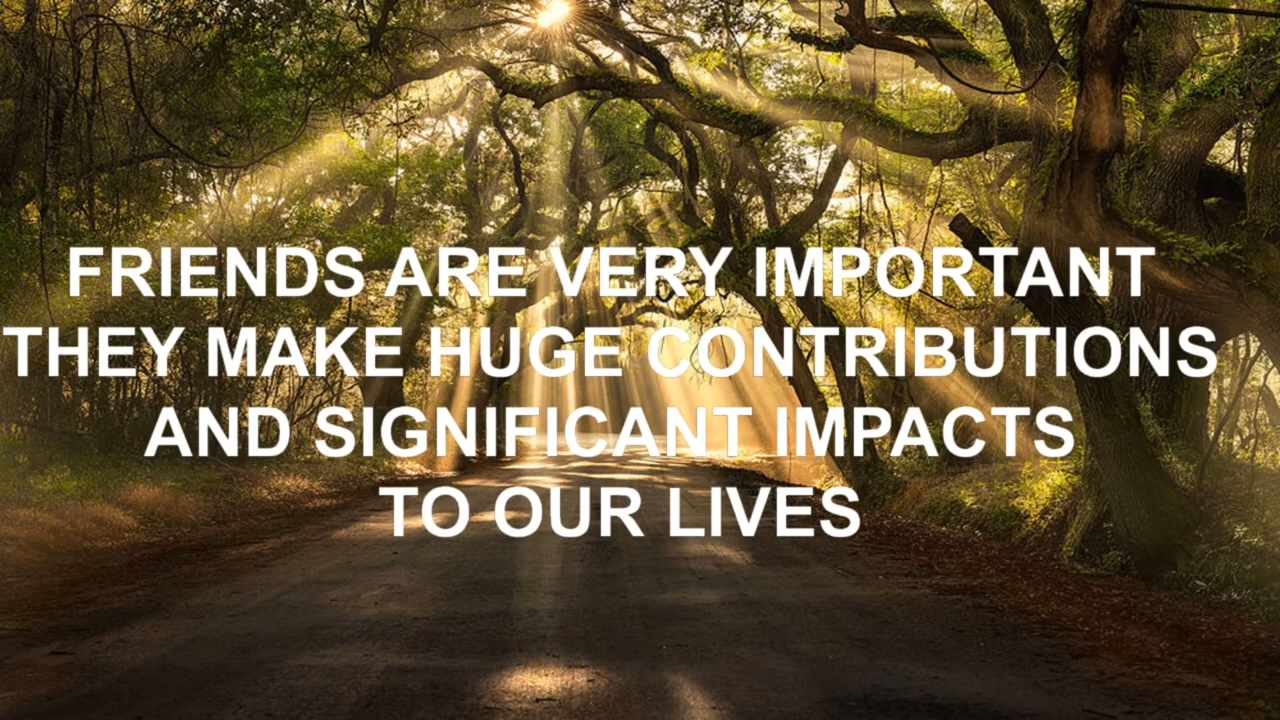 FRIENDS ARE VERY IMPORTANT
THEY MAKE HUGE CONTRIBUTIONS
AND SIGNIFICANT IMPACTS
TO OUR LIVES